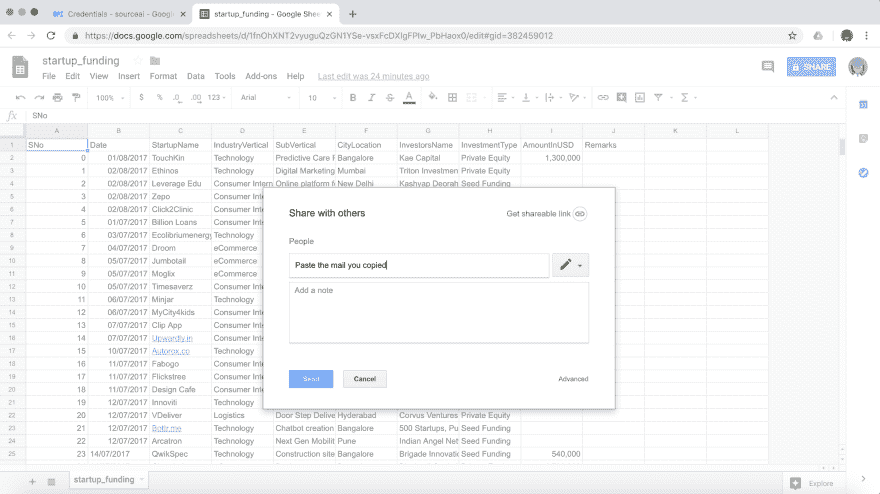 Credentials - sourceai - Googl
startup_funding - Google Shee
https://docs.google.com/spreadsheets/d/1fnOhXNT2vyuguQzGN1YSe-vsxFcDXIgFPIw_PbHaox0/edit#gid=382459012
startup_funding
File Edit View Insert Format Data Tools Add-ons Help Last edit was 24 minutes ago
SHARE
100% $ % .0 .00 123 Arial 10 B I S A
fx SNo
A B C D E F G H I J K L
1 SNo Date StartupName IndustryVertical SubVertical CityLocation InvestorsName InvestmentType AmountInUSD Remarks
2 0 01/08/2017 TouchKin Technology Predictive Care F Bangalore Kae Capital Private Equity 1,300,000
3 1 02/08/2017 Ethinos Technology Digital Marketing Mumbai Triton Investmen Private Equity
4 2 02/08/2017 Leverage Edu Consumer Intern Online platform f New Delhi Kashyap Deorah Seed Funding
5 3 02/08/2017 Zepo Consumer Inte
6 4 02/08/2017 Click2Clinic Consumer Inte
7 5 01/07/2017 Billion Loans Consumer Inte
8 6 03/07/2017 Ecolibriumenergy Technology
9 7 04/07/2017 Droom eCommerce
10 8 05/07/2017 Jumbotail eCommerce
11 9 05/07/2017 Moglix eCommerce
12 10 05/07/2017 Timesaverz Consumer Inte
13 11 06/07/2017 Minjar Technology
14 12 06/07/2017 MyCity4kids Consumer Inte
15 13 07/07/2017 Clip App Consumer Inte
16 14 07/07/2017 Upwardly.in Consumer Inte
17 15 10/07/2017 Autorox.co Technology
18 16 11/07/2017 Fabogo Consumer Inte
19 17 11/07/2017 Flickstree Consumer Inte
20 18 11/07/2017 Design Cafe Consumer Inte
21 19 12/07/2017 Innoviti Technology
22 20 12/07/2017 VDeliver Logistics Door Step Delive Hyderabad Corvus Ventures Private Equity
23 21 12/07/2017 Bottr.me Technology Chatbot creation Bangalore 500 Startups, Pu Seed Funding
24 22 12/07/2017 Arcatron Technology Next Gen Mobilit Pune Indian Angel Net Seed Funding
25 23 14/07/2017 QwikSpec Technology Construction site Bangalore Brigade Innovatio Seed Funding 540,000
Share with others
Get shareable link
People
Paste the mail you copied
Add a note
Send
Cancel
Advanced
startup_funding
Explore